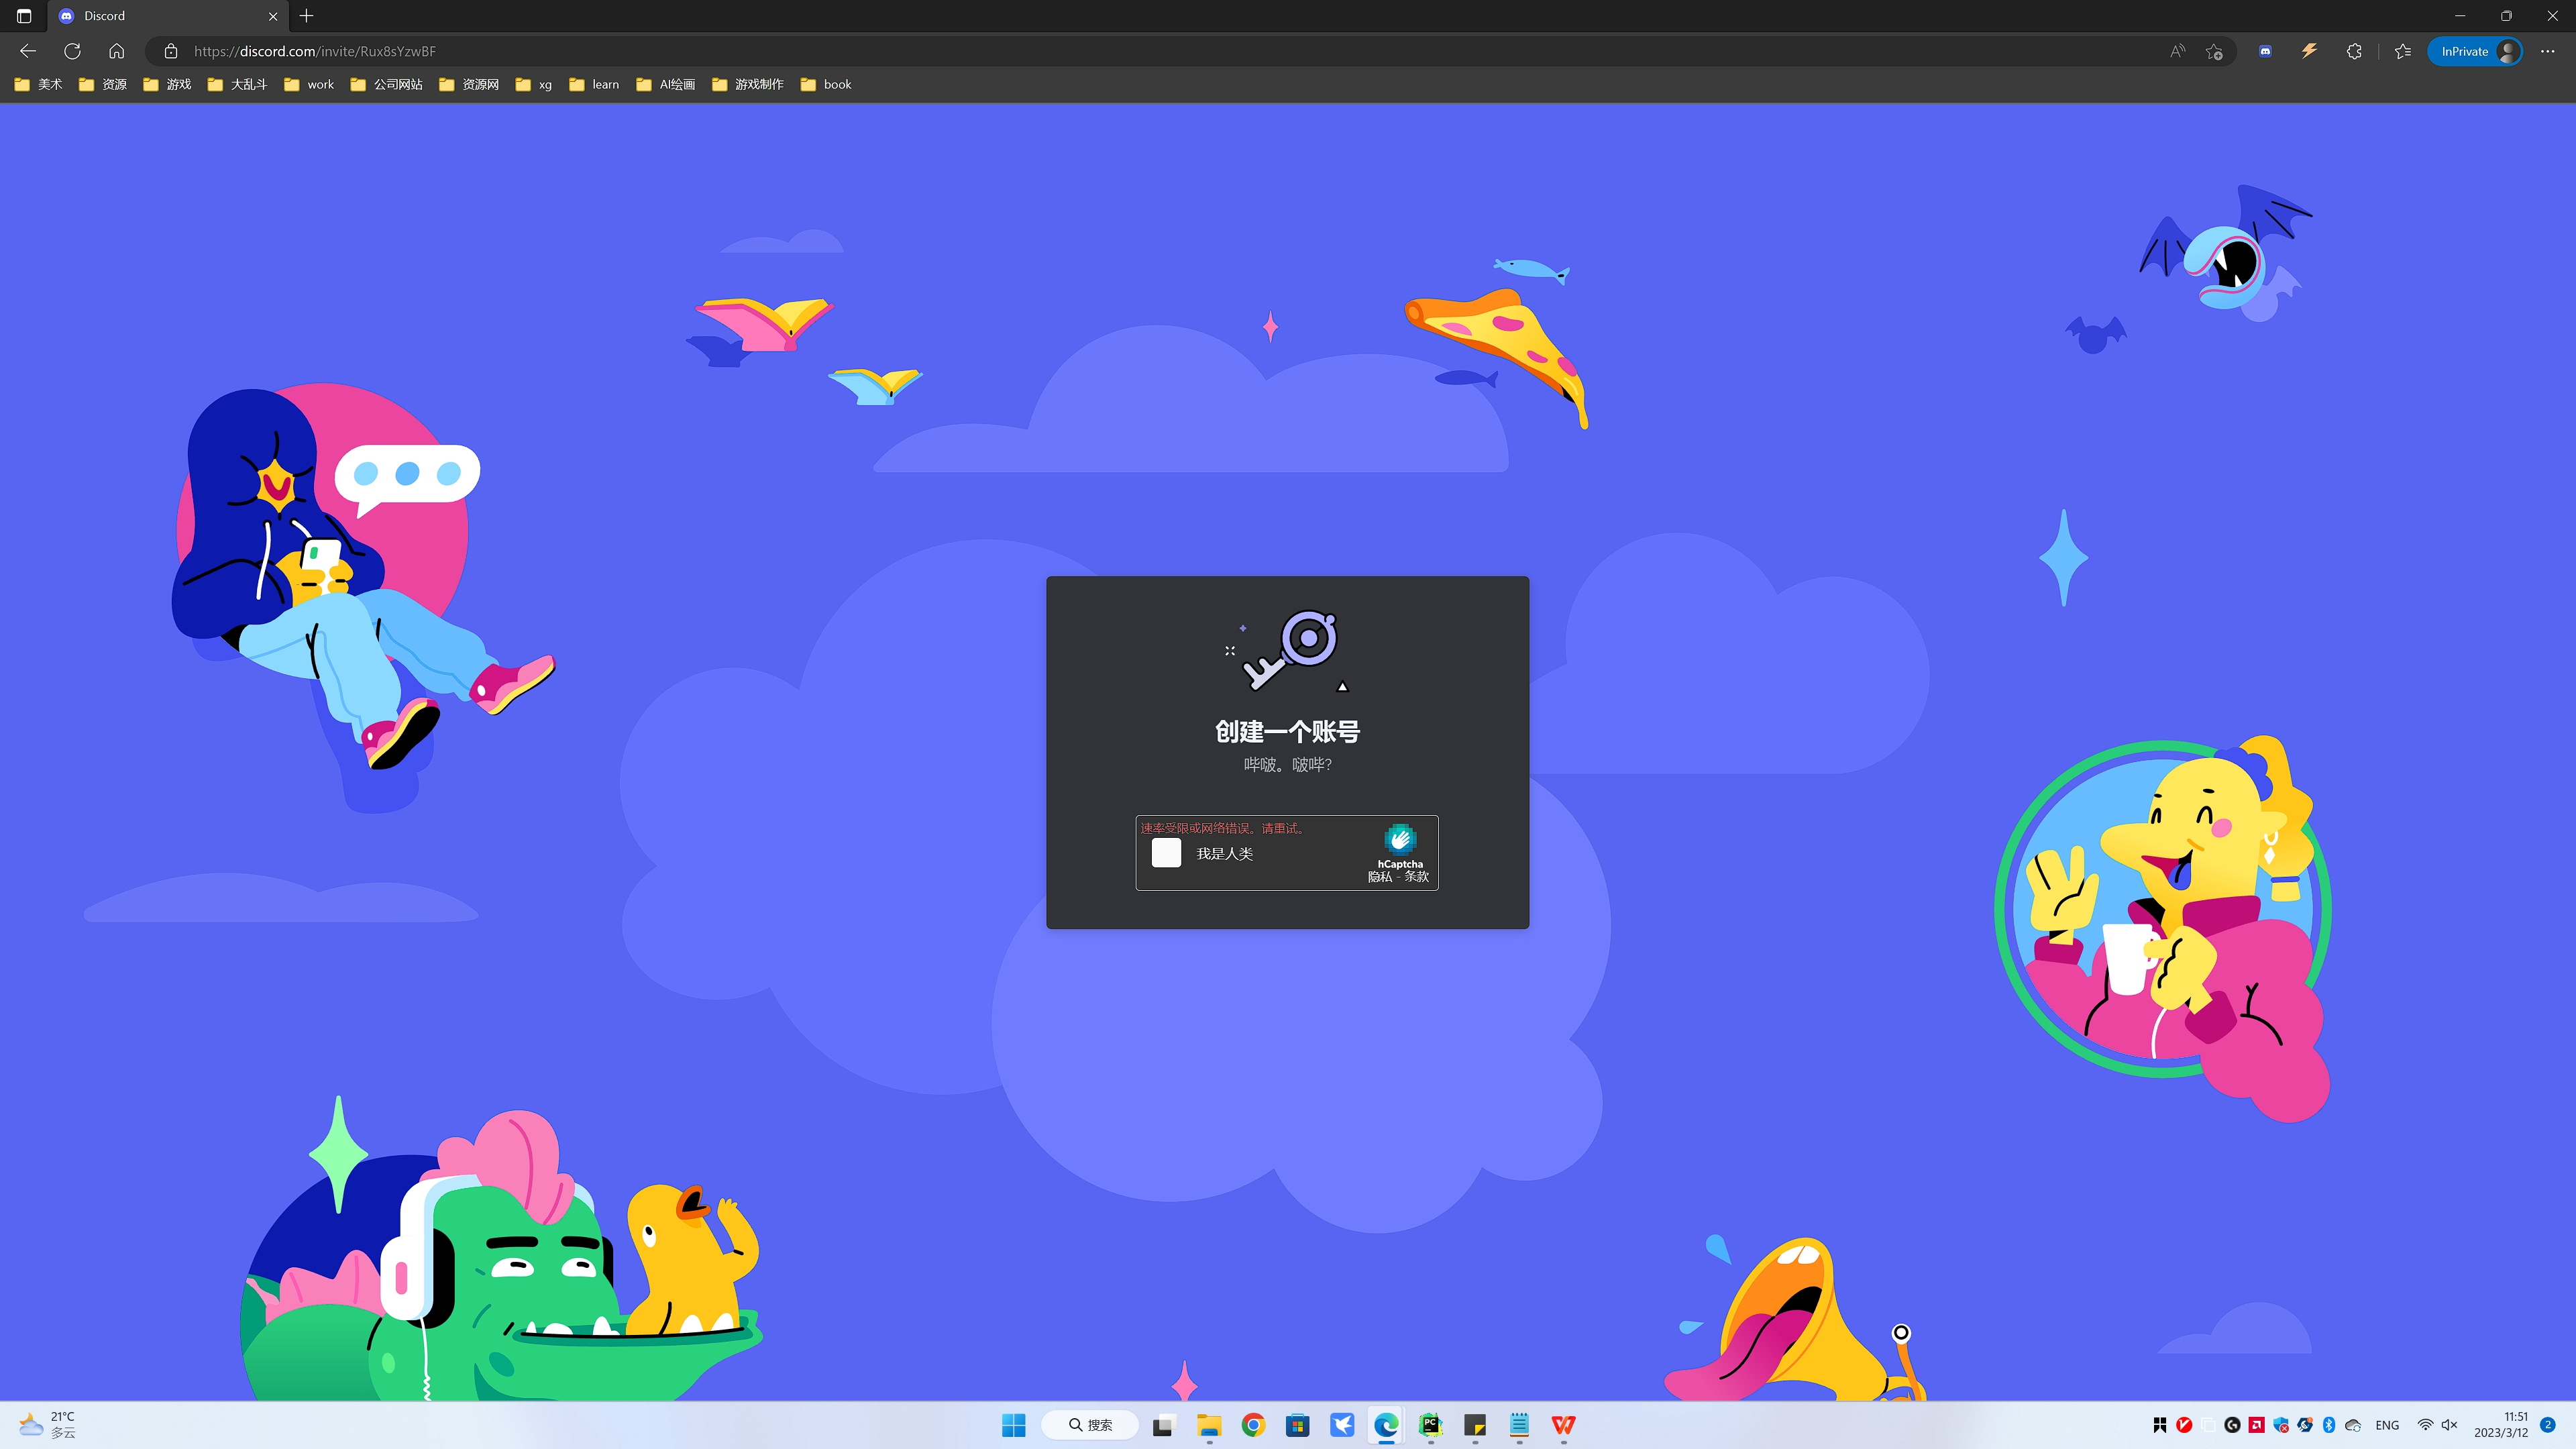 Discord
https://discord.com/invite/Rux8sYzwBF
InPrivate
美术
资源
游戏
大乱斗
work
公司网站
资源网
xg
learn
AI绘画
游戏制作
book
创建一个账号
哔啵。啵哔?
速率受限或网络错误。请重试。
我是人类
hCaptcha
隐私 - 条款
21°C
多云
搜索
PC
ENG
11:51
2023/3/12
2